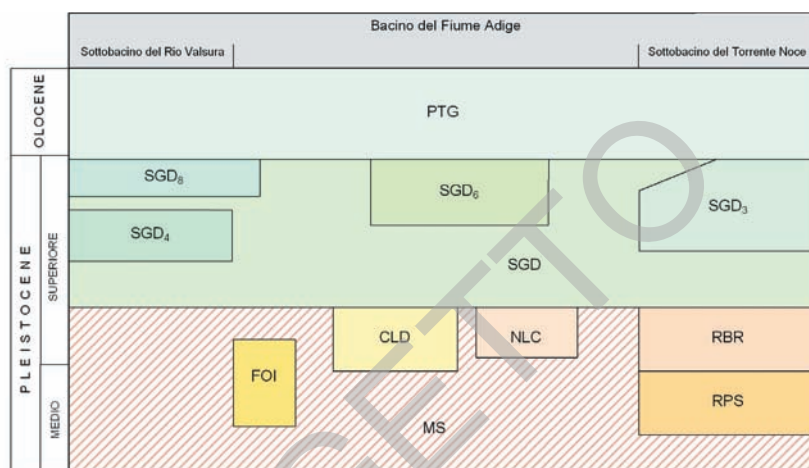 Bacino del Fiume Adige
Sottobacino del Rio Valsura
Sottobacino del Torrente Noce
OLOCENE
PTG
PLEISTOCENE
SUPERIORE
SGD8
SGD6
SGD3
SGD4
SGD
CLD
NLC
RBR
FOI
MEDIO
RPS
MS